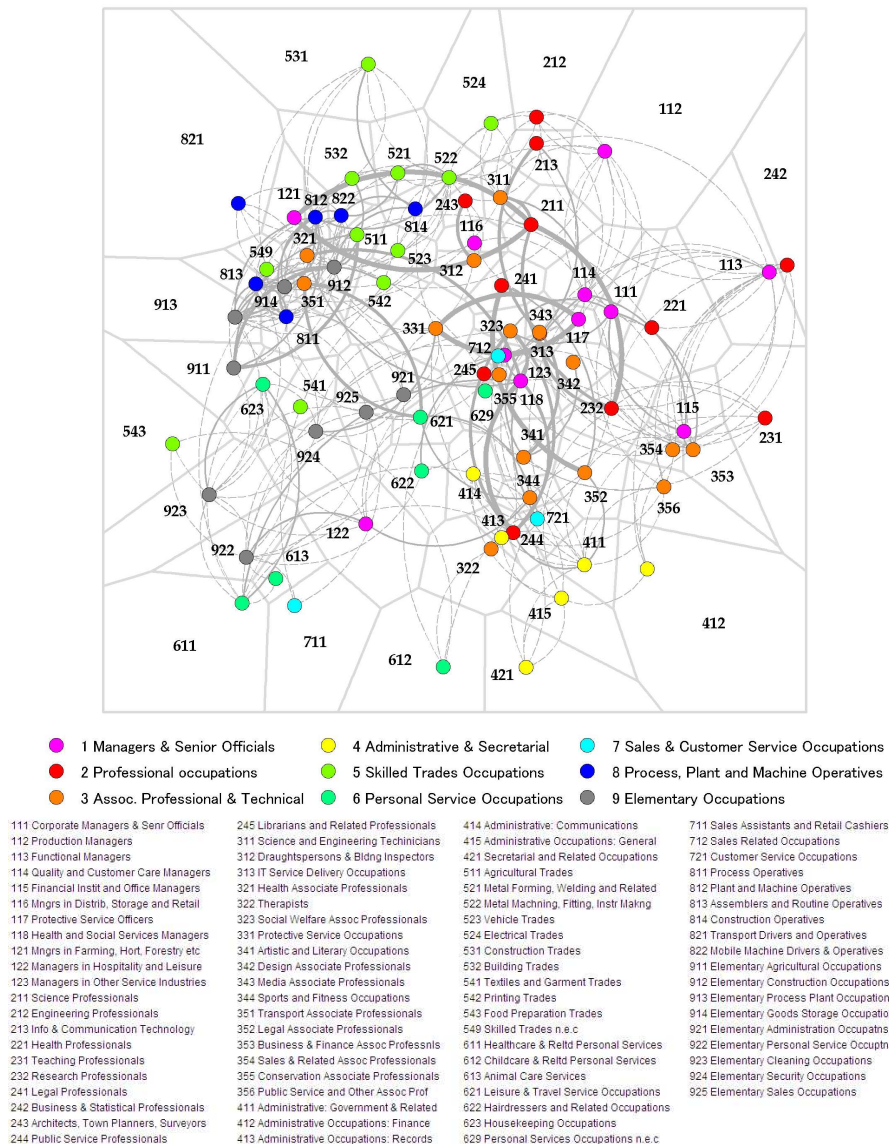 531
212
524
112
821
532
521
522
213
242
311
121
812
822
243
211
814
116
321
511
549
523
312
114
113
813
912
241
111
913
914
351
542
221
331
323
343
117
811
712
313
911
921
245
123
342
541
925
355
118
232
115
623
629
231
621
543
924
341
354
353
622
344
352
414
356
923
413
721
122
244
411
922
613
322
415
412
611
711
612
421
1 Managers & Senior Officials
4 Administrative & Secretarial
7 Sales & Customer Service Occupations
2 Professional occupations
5 Skilled Trades Occupations
8 Process, Plant and Machine Operatives
3 Assoc. Professional & Technical
6 Personal Service Occupations
9 Elementary Occupations
111 Corporate Managers & Senr Officials
112 Production Managers
113 Functional Managers
114 Quality and Customer Care Managers
115 Financial Instit and Office Managers
116 Mngrs in Distrib, Storage and Retail
117 Protective Service Officers
118 Health and Social Services Managers
121 Mngrs in Farming, Hort, Forestry etc
122 Managers in Hospitality and Leisure
123 Managers in Other Service Industries
211 Science Professionals
212 Engineering Professionals
213 Info & Communication Technology
221 Health Professionals
231 Teaching Professionals
232 Research Professionals
241 Legal Professionals
242 Business & Statistical Professionals
243 Architects, Town Planners, Surveyors
244 Public Service Professionals
245 Librarians and Related Professionals
311 Science and Engineering Techinicians
312 Draughtspersons & Bldng Inspectors
313 IT Service Delivery Occupations
321 Health Associate Professionals
322 Therapists
323 Social Welfare Assoc Professionals
331 Protective Service Occupations
341 Artistic and Literary Occupations
342 Design Associate Professionals
343 Media Associate Professionals
344 Sports and Fitness Occupations
351 Transport Associate Professionals
352 Legal Associate Professionals
353 Business & Finance Assoc Professnls
354 Sales & Related Assoc Professionals
355 Conservation Associate Professionals
356 Public Service and Other Assoc Prof
411 Administrative: Government & Related
412 Administrative Occupations: Finance
413 Administrative Occupations: Records
414 Administrative: Communications
415 Administrative Occupations: General
421 Secretarial and Related Occupations
511 Agricultural Trades
521 Metal Forming, Welding and Related
522 Metal Machning, Fitting, Instr Makng
523 Vehicle Trades
524 Electrical Trades
531 Construction Trades
532 Building Trades
541 Textiles and Garment Trades
542 Printing Trades
543 Food Preparation Trades
549 Skilled Trades n.e.c
611 Healthcare & Reltd Personal Services
612 Childcare & Reltd Personal Services
613 Animal Care Services
621 Leisure & Travel Service Occupations
622 Hairdressers and Related Occupations
623 Housekeeping Occupations
629 Personal Services Occupations n.e.c
711 Sales Assistants and Retail Cashiers
712 Sales Related Occupations
721 Customer Service Occupations
811 Process Operatives
812 Plant and Machine Operatives
813 Assemblers and Routine Operatives
814 Construction Operatives
821 Transport Drivers and Operatives
822 Mobile Machine Drivers & Operatives
911 Elementary Agricultural Occupations
912 Elementary Construction Occupations
913 Elementary Process Plant Occupation
914 Elementary Goods Storage Occupatio
921 Elementary Administration Occupatns
922 Elementary Personal Service Occuptn
923 Elementary Cleaning Occupations
924 Elementary Security Occupations
925 Elementary Sales Occupations